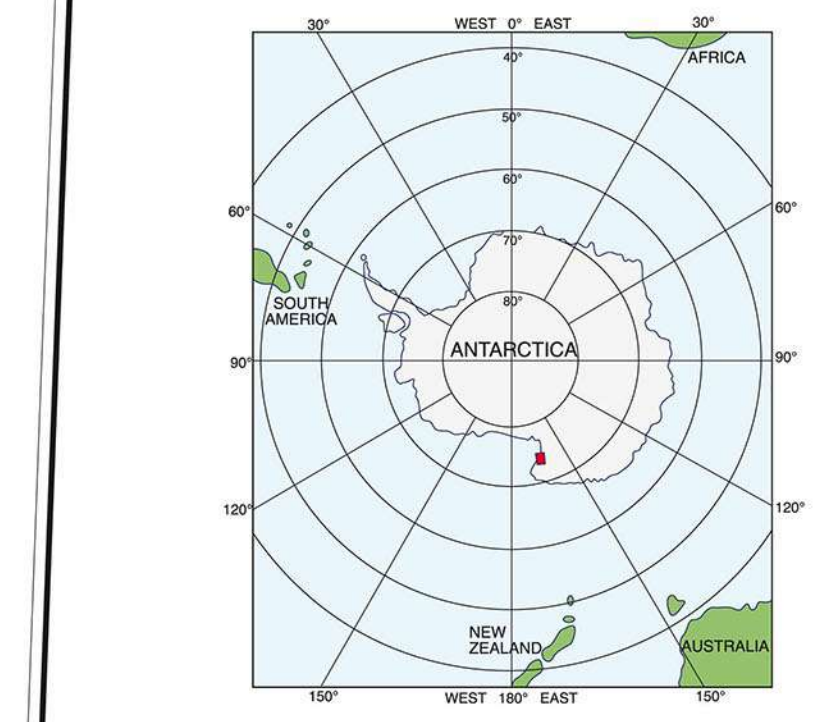 30° WEST 0° EAST 30°
AFRICA
40°
50°
60°
60° 60°
70°
80°
SOUTH
AMERICA
ANTARCTICA
90° 90°
120° 120°
NEW
ZEALAND
AUSTRALIA
150° WEST 180° EAST 150°